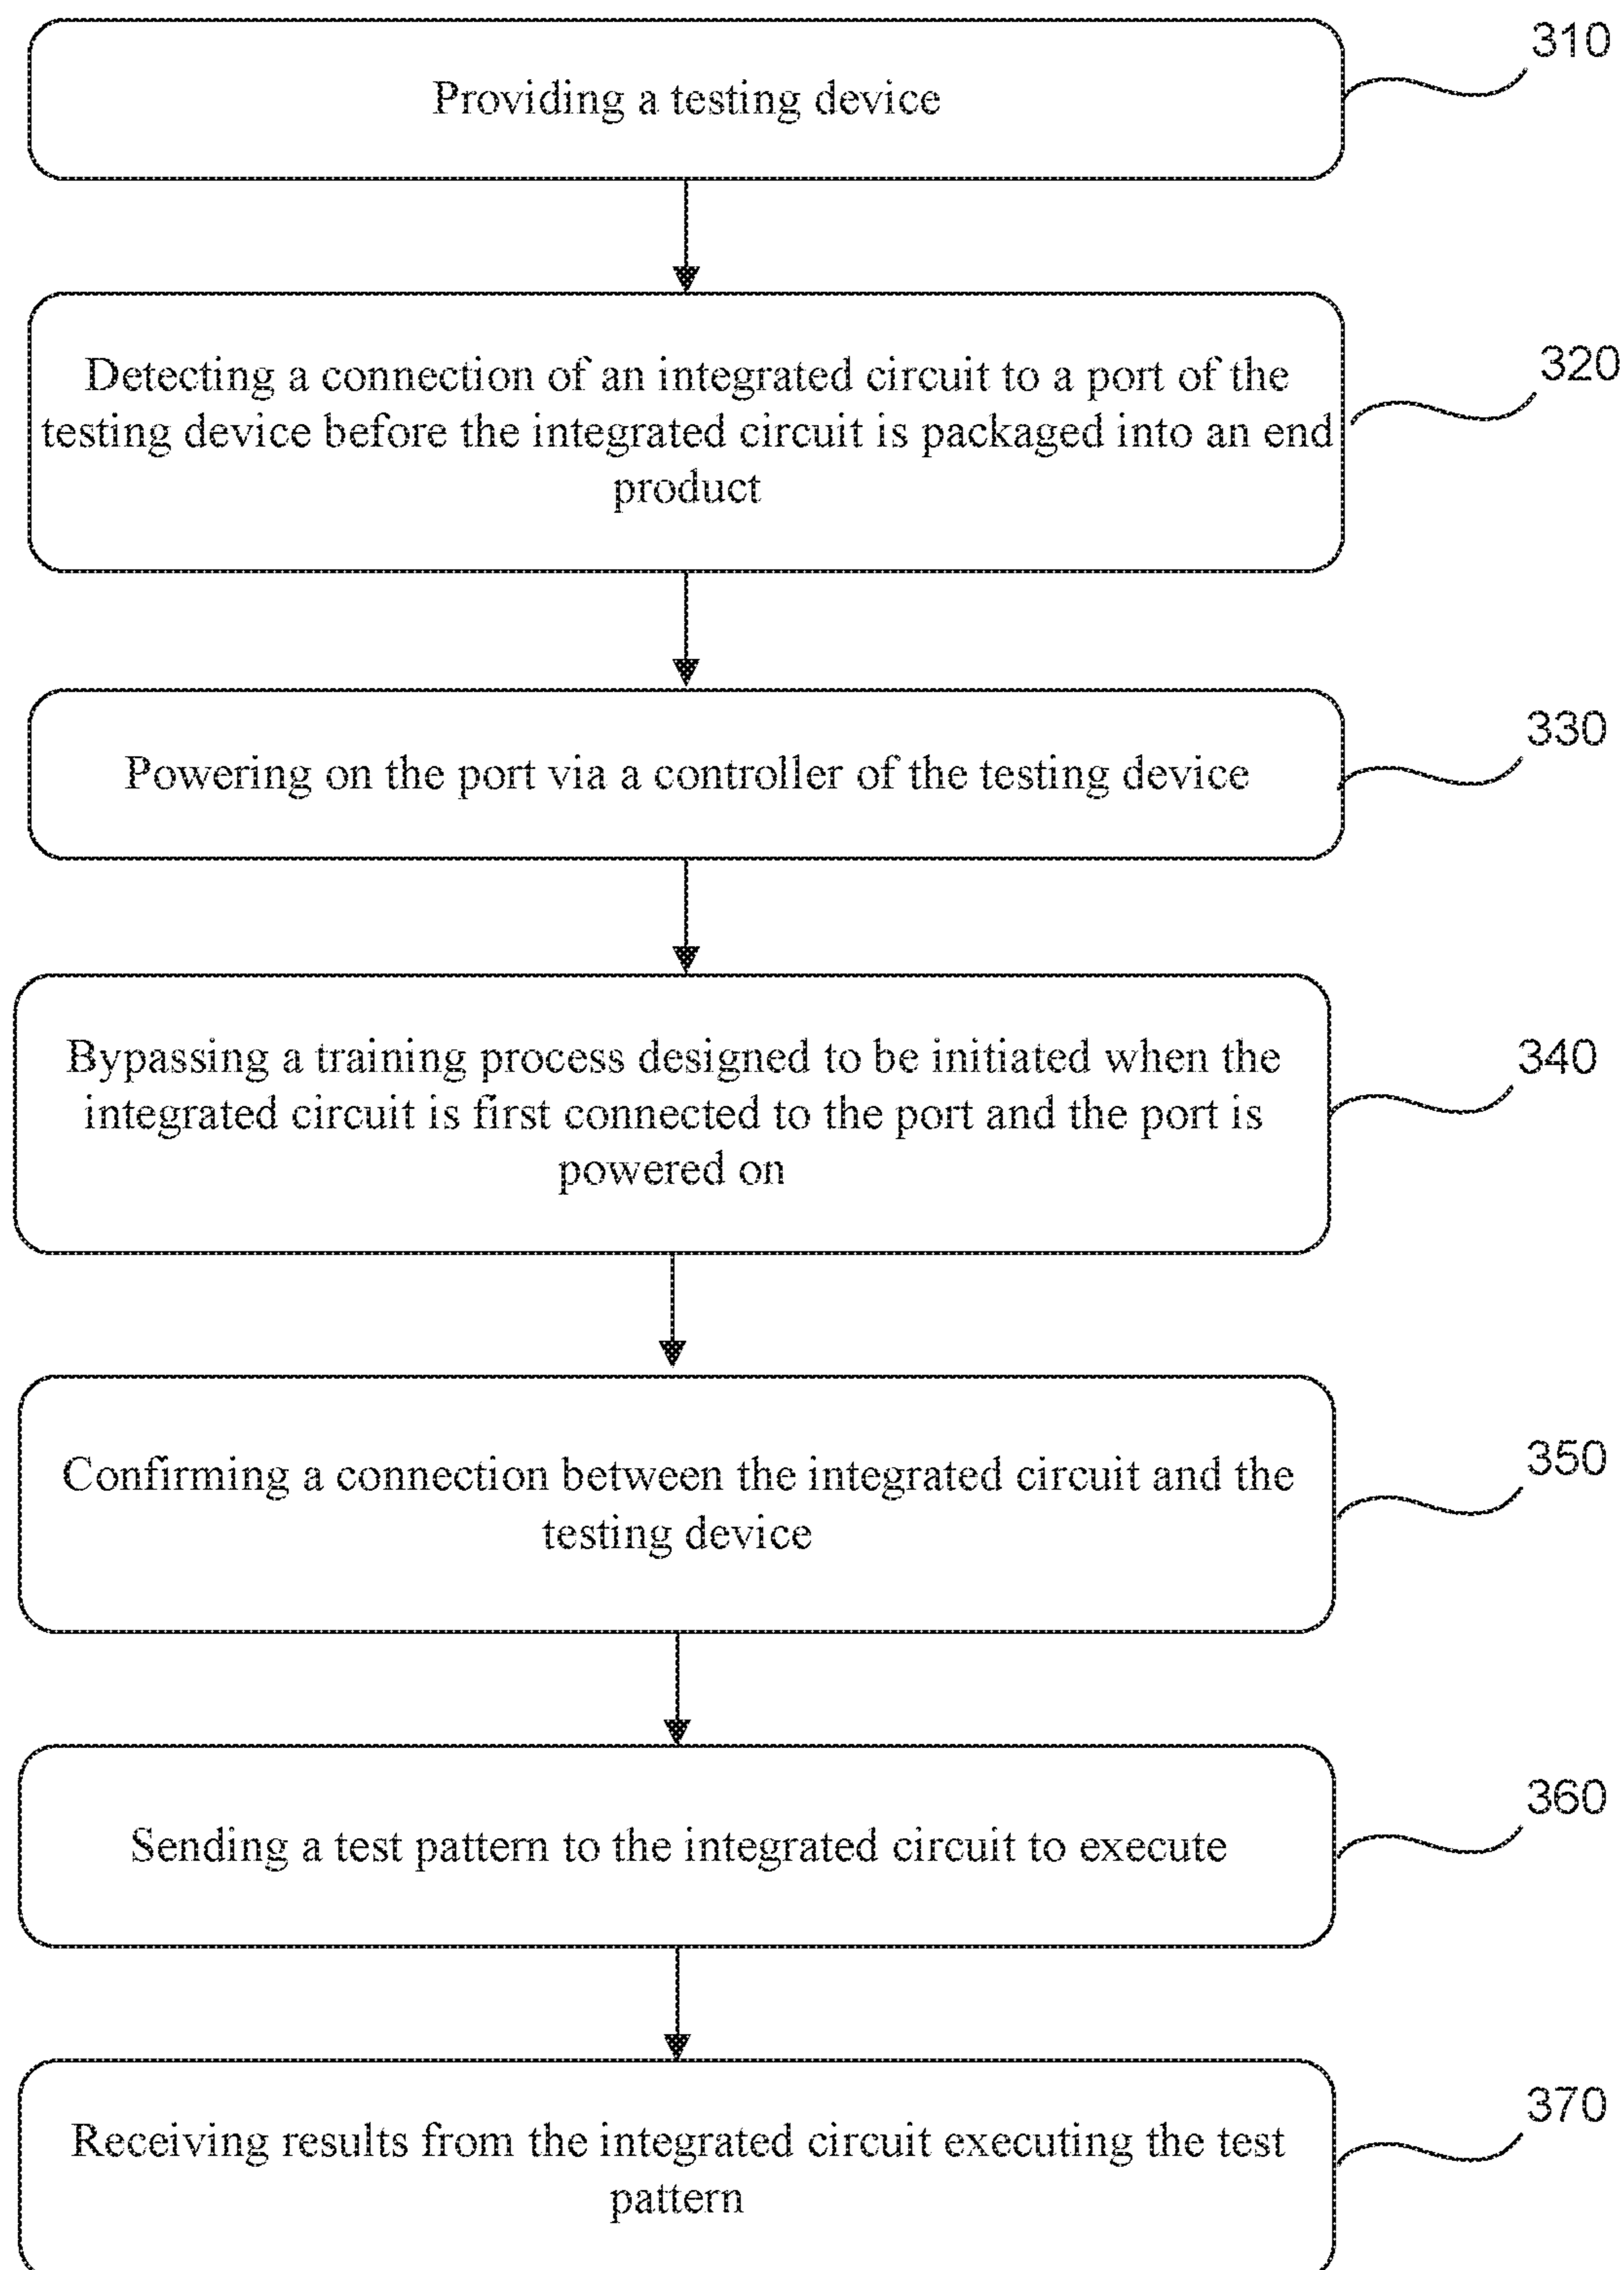 310
Providing a testing device
320
Detecting a connection of an integrated circuit to a port of the
testing device before the integrated circuit is packaged into an end
product
330
Powering on the port via a controller of the testing device
340
Bypassing a training process designed to be initiated when the
integrated circuit is first connected to the port and the port is
powered on
350
Confirming a connection between the integrated circuit and the
testing device
360
Sending a test pattern to the integrated circuit to execute
370
Receiving results from the integrated circuit executing the test
pattern